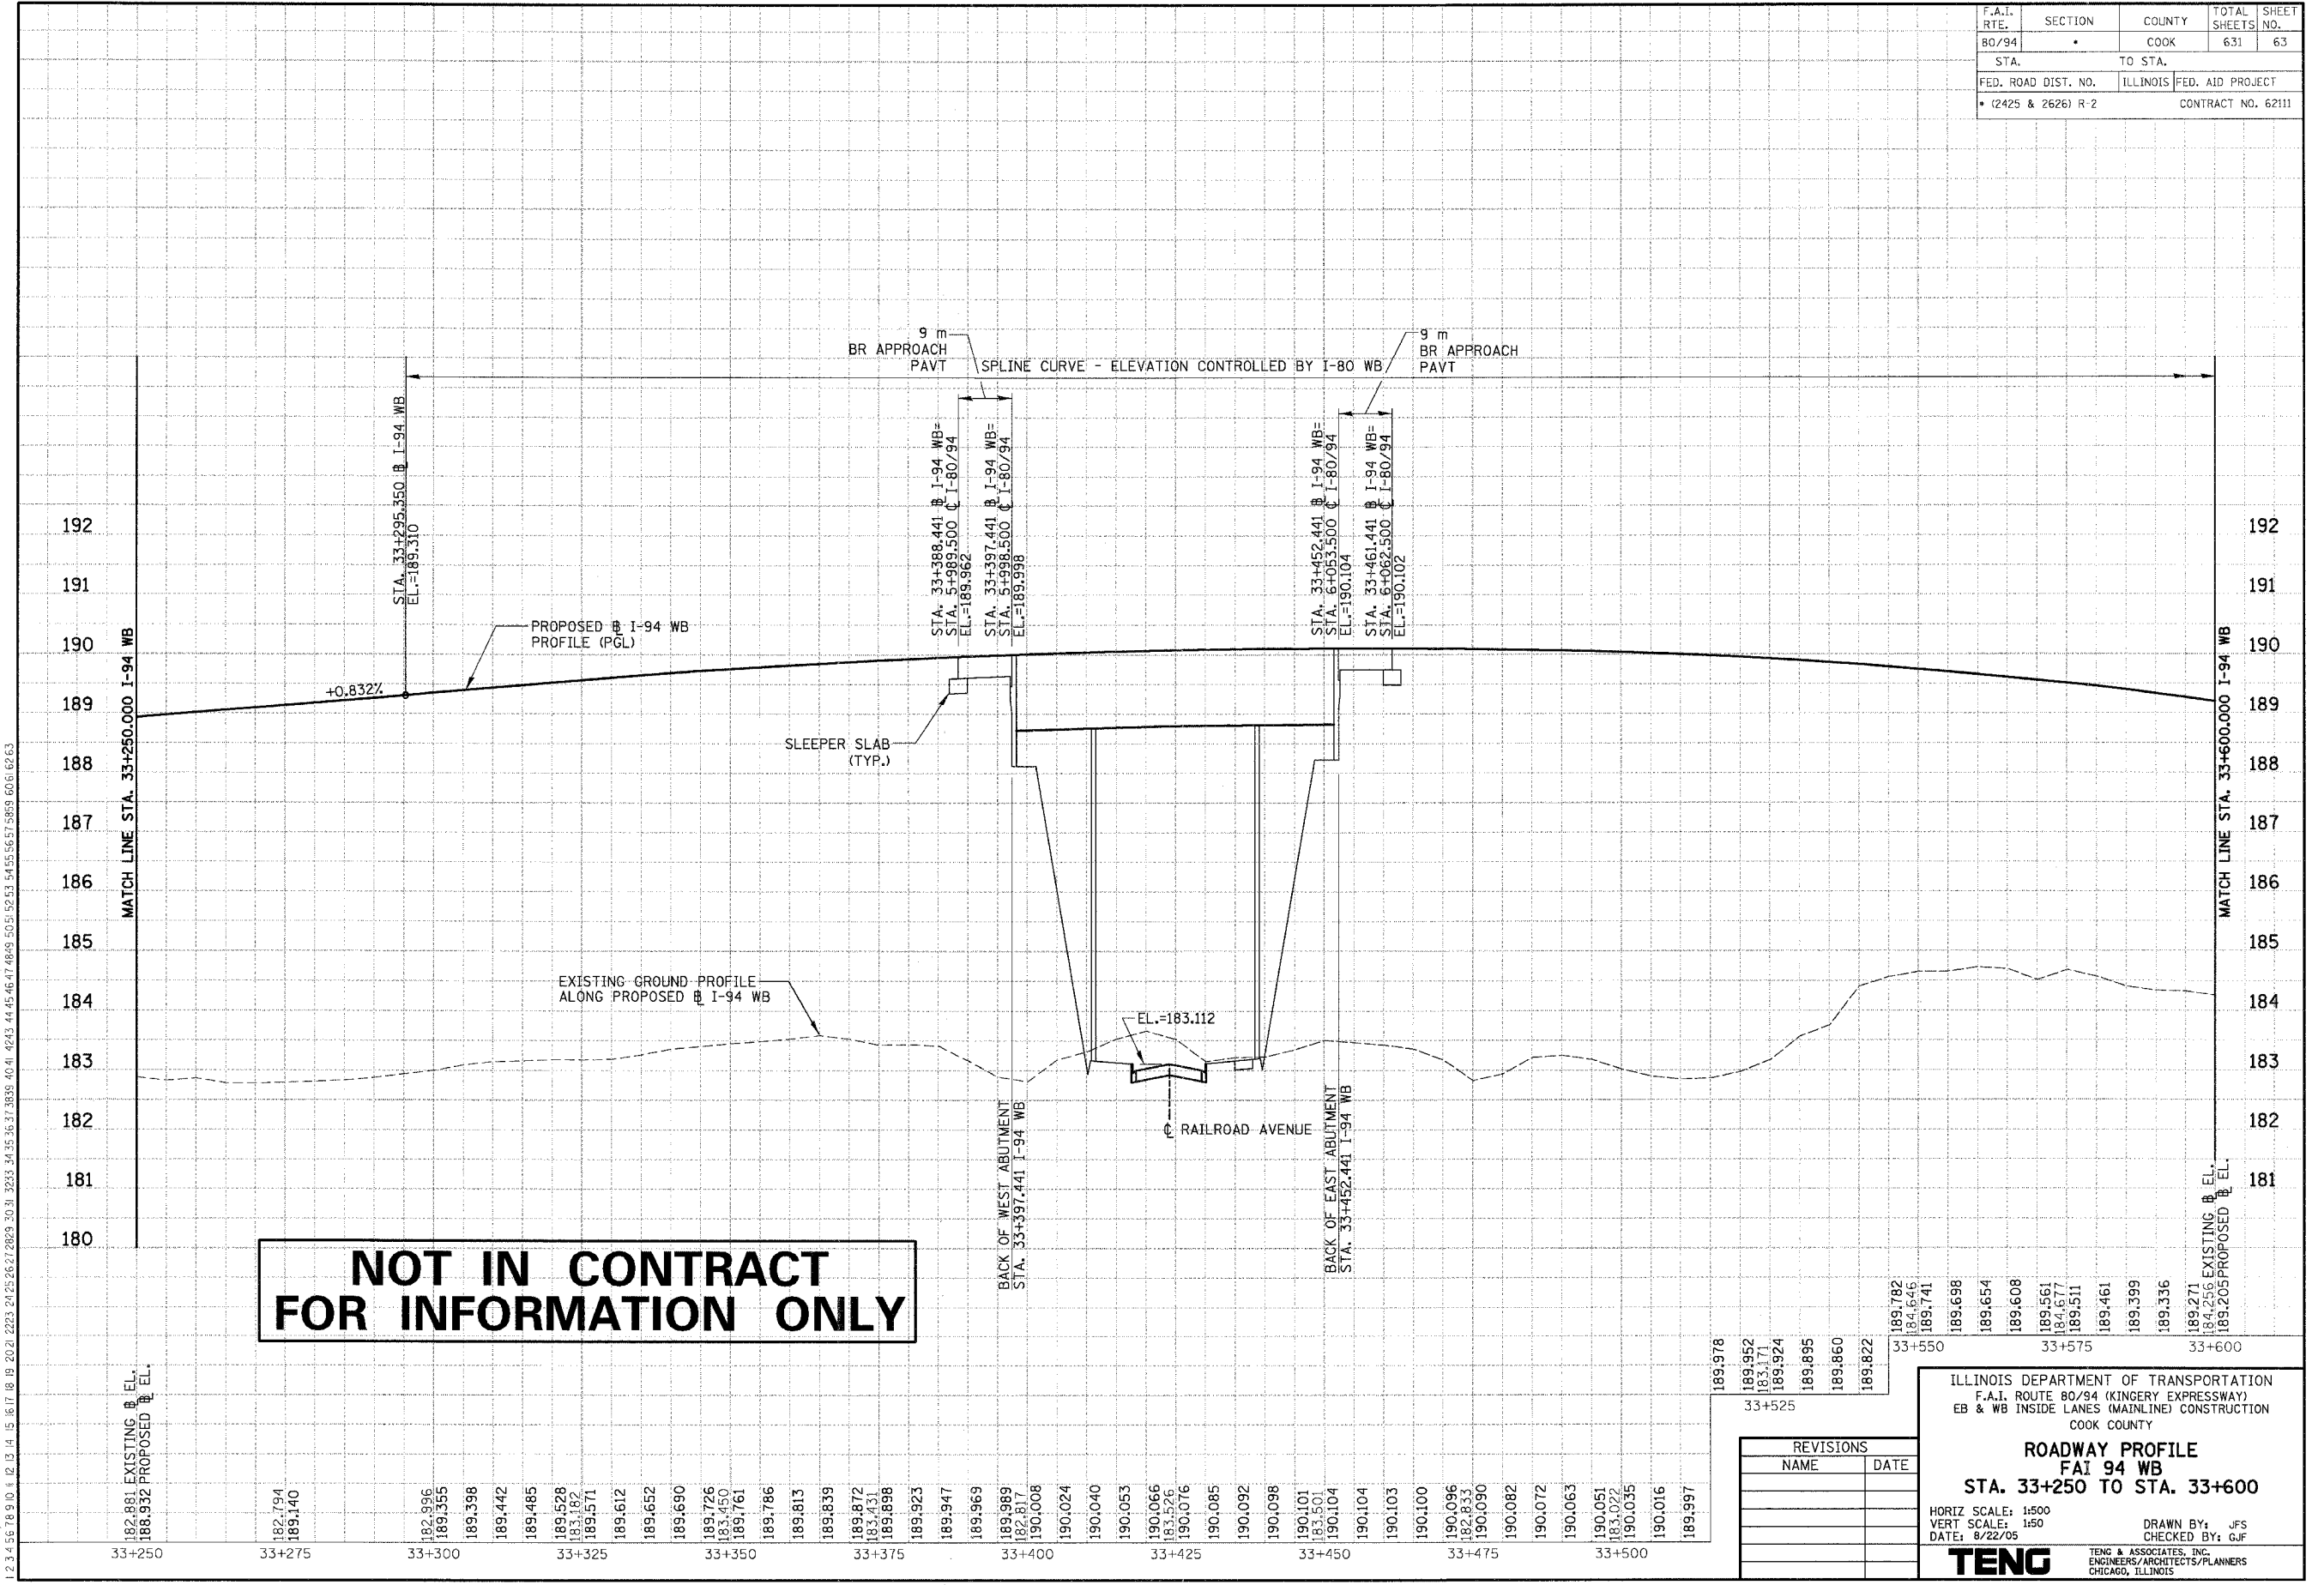 F.A.I. RTE. SECTION COUNTY TOTAL SHEETS SHEET NO.
80/94 * COOK 631 63
STA. TO STA.
FED. ROAD DIST. NO. ILLINOIS FED. AID PROJECT
* (2425 & 2626) R-2 CONTRACT NO. 62111
9 m
BR APPROACH
PAVT
SPLINE CURVE - ELEVATION CONTROLLED BY I-80 WB
9 m
BR APPROACH
PAVT
STA. 33+295.350 ℄ I-94 WB
EL.=189.310
STA. 33+388.441 ℄ I-94 WB=
STA. 5+989.500 ℄ I-80/94
EL.=189.962
STA. 33+397.441 ℄ I-94 WB=
STA. 5+998.500 ℄ I-80/94
EL.=189.998
STA. 33+452.441 ℄ I-94 WB=
STA. 6+053.500 ℄ I-80/94
EL.=190.104
STA. 33+461.441 ℄ I-94 WB=
STA. 6+062.500 ℄ I-80/94
EL.=190.102
192
191
190
189
188
187
186
185
184
183
182
181
180
192
191
190
189
188
187
186
185
184
183
182
181
MATCH LINE STA. 33+250.000 I-94 WB
MATCH LINE STA. 33+600.000 I-94 WB
PROPOSED ℄ I-94 WB
PROFILE (PGL)
+0.832%
SLEEPER SLAB
(TYP.)
EXISTING GROUND PROFILE
ALONG PROPOSED ℄ I-94 WB
EL.=183.112
℄ RAILROAD AVENUE
BACK OF WEST ABUTMENT
STA. 33+397.441 I-94 WB
BACK OF EAST ABUTMENT
STA. 33+452.441 I-94 WB
NOT IN CONTRACT
FOR INFORMATION ONLY
182.881 EXISTING ℄ EL.
188.932 PROPOSED ℄ EL.
182.794
189.140
182.996
189.355
189.398
189.442
189.485
189.528
183.182
189.571
189.612
189.652
189.690
189.726
183.450
189.761
189.786
189.813
189.839
189.872
183.431
189.898
189.923
189.947
189.969
189.989
182.817
190.008
190.024
190.040
190.053
190.066
183.526
190.076
190.085
190.092
190.098
190.101
183.501
190.104
190.104
190.103
190.100
190.096
182.833
190.090
190.082
190.072
190.063
190.051
183.022
190.035
190.016
189.997
189.978
189.952
183.171
189.924
189.895
189.860
189.822
189.782
184.646
189.741
189.698
189.654
189.608
189.561
184.677
189.511
189.461
189.399
189.336
189.271
184.256 EXISTING ℄ EL.
189.205 PROPOSED ℄ EL.
33+250 33+275 33+300 33+325 33+350 33+375 33+400 33+425 33+450 33+475 33+500
33+525
33+550 33+575 33+600
REVISIONS
NAME DATE
ILLINOIS DEPARTMENT OF TRANSPORTATION
F.A.I. ROUTE 80/94 (KINGERY EXPRESSWAY)
EB & WB INSIDE LANES (MAINLINE) CONSTRUCTION
COOK COUNTY
ROADWAY PROFILE
FAI 94 WB
STA. 33+250 TO STA. 33+600
HORIZ SCALE: 1:500
VERT SCALE: 1:50
DATE: 8/22/05
DRAWN BY: JFS
CHECKED BY: GJF
TENG
TENG & ASSOCIATES, INC.
ENGINEERS/ARCHITECTS/PLANNERS
CHICAGO, ILLINOIS